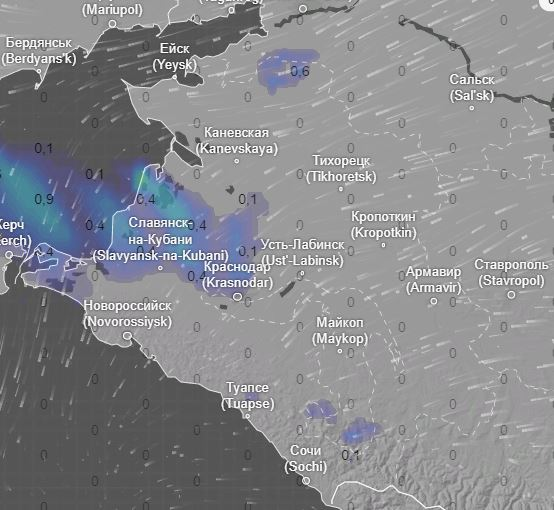 (Mariupol)
Бердянськ
(Berdyans'k)
Ейск
(Yeysk)
0,6
Сальск
(Sal'sk)
Каневская
(Kanevskaya)
0,1
0,1
Тихорецк
(Tikhoretsk)
0,9
0,4
0,1
0,4
Славянск-
на-Кубани
(Slavyansk-na-Kubani)
0,4
0,1
Кропоткин
(Kropotkin)
Усть-Лабинск
(Ust'-Labinsk)
Краснодар
(Krasnodar)
Армавир
(Armavir)
Ставрополь
(Stavropol)
Новороссийск
(Novorossiysk)
Майкоп
(Maykop)
Туапсе
(Tuapse)
Сочи
(Sochi)
0,1